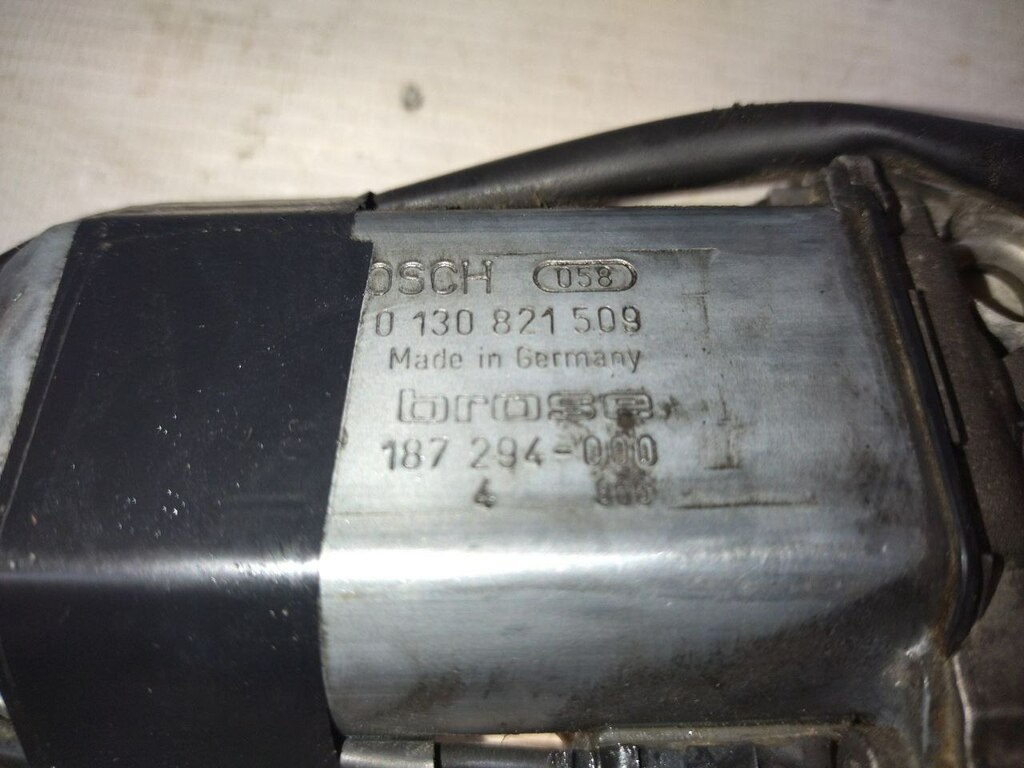 OSCH 058
0 130 821 509
Made in Germany
brose
187 294-000
4